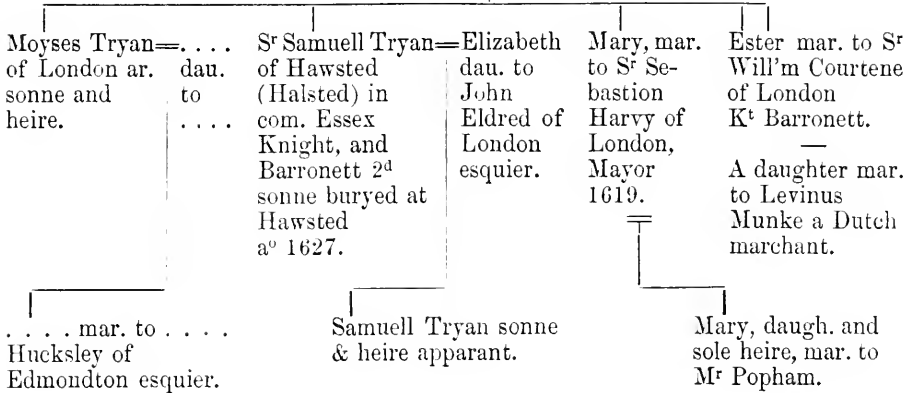 Moyses Tryan=. . . .
of London ar. dau.
sonne and to
heire. . . . .
Sʳ Samuell Tryan=Elizabeth
of Hawsted dau. to
(Halsted) in John
com. Essex Eldred of
Knight, and London
Barronett 2ᵈ esquier.
sonne buryed at
Hawsted
aº 1627.
Mary, mar.
to Sʳ Se-
bastion
Harvy of
London,
Mayor
1619.
Ester mar. to Sʳ
Will'm Courtene
of London
Kᵗ Barronett.
—
A daughter mar.
to Levinus
Munke a Dutch
marchant.
. . . . mar. to . . . .
Hucksley of
Edmondton esquier.
Samuell Tryan sonne
& heire apparant.
Mary, daugh. and
sole heire, mar. to
Mʳ Popham.